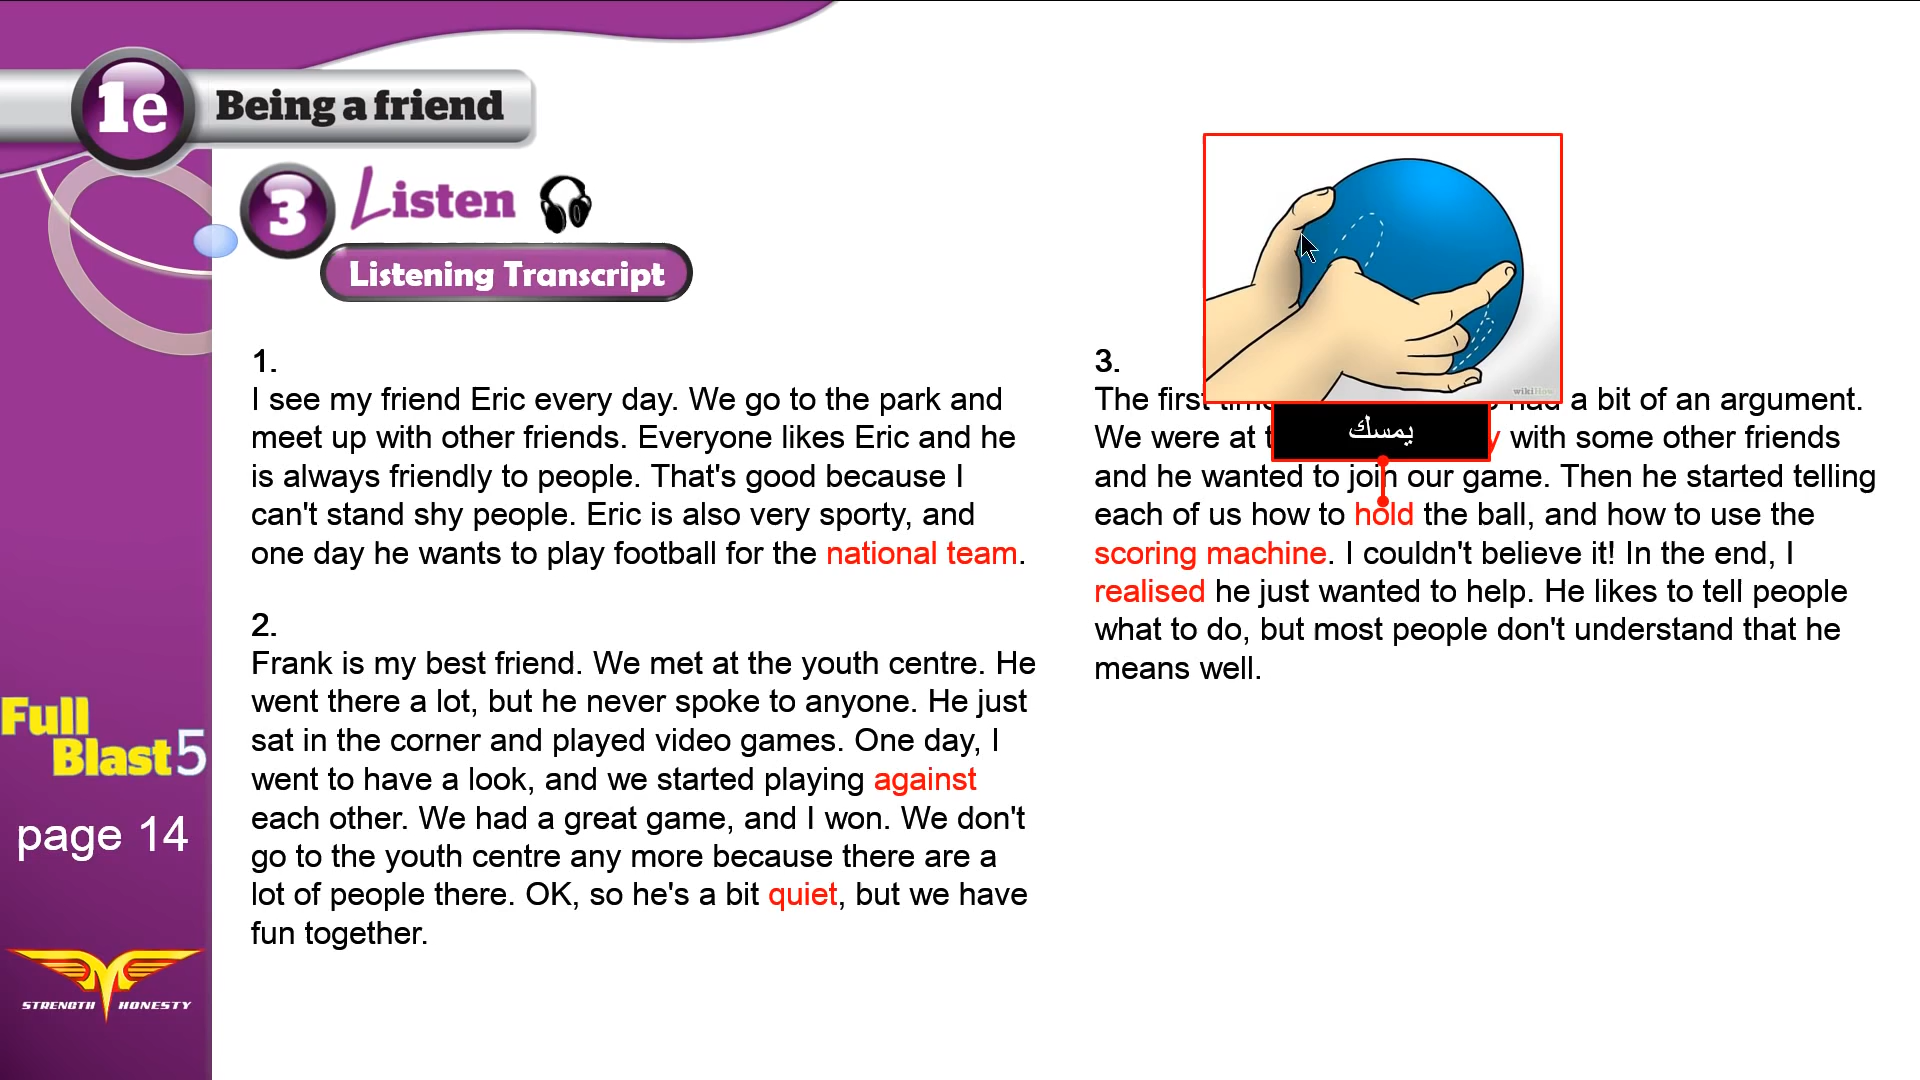 1e Being a friend
3 Listen
Listening Transcript
1.
I see my friend Eric every day. We go to the park and
meet up with other friends. Everyone likes Eric and he
is always friendly to people. That's good because I
can't stand shy people. Eric is also very sporty, and
one day he wants to play football for the national team.
2.
Frank is my best friend. We met at the youth centre. He
went there a lot, but he never spoke to anyone. He just
sat in the corner and played video games. One day, I
went to have a look, and we started playing against
each other. We had a great game, and I won. We don't
go to the youth centre any more because there are a
lot of people there. OK, so he's a bit quiet, but we have
fun together.
wikiHow
يمسك
3.
The first had a bit of an argument.
We were at with some other friends
and he wanted to join our game. Then he started telling
each of us how to hold the ball, and how to use the
scoring machine. I couldn't believe it! In the end, I
realised he just wanted to help. He likes to tell people
what to do, but most people don't understand that he
means well.
Full
Blast 5
page 14
STRENGTH HONESTY